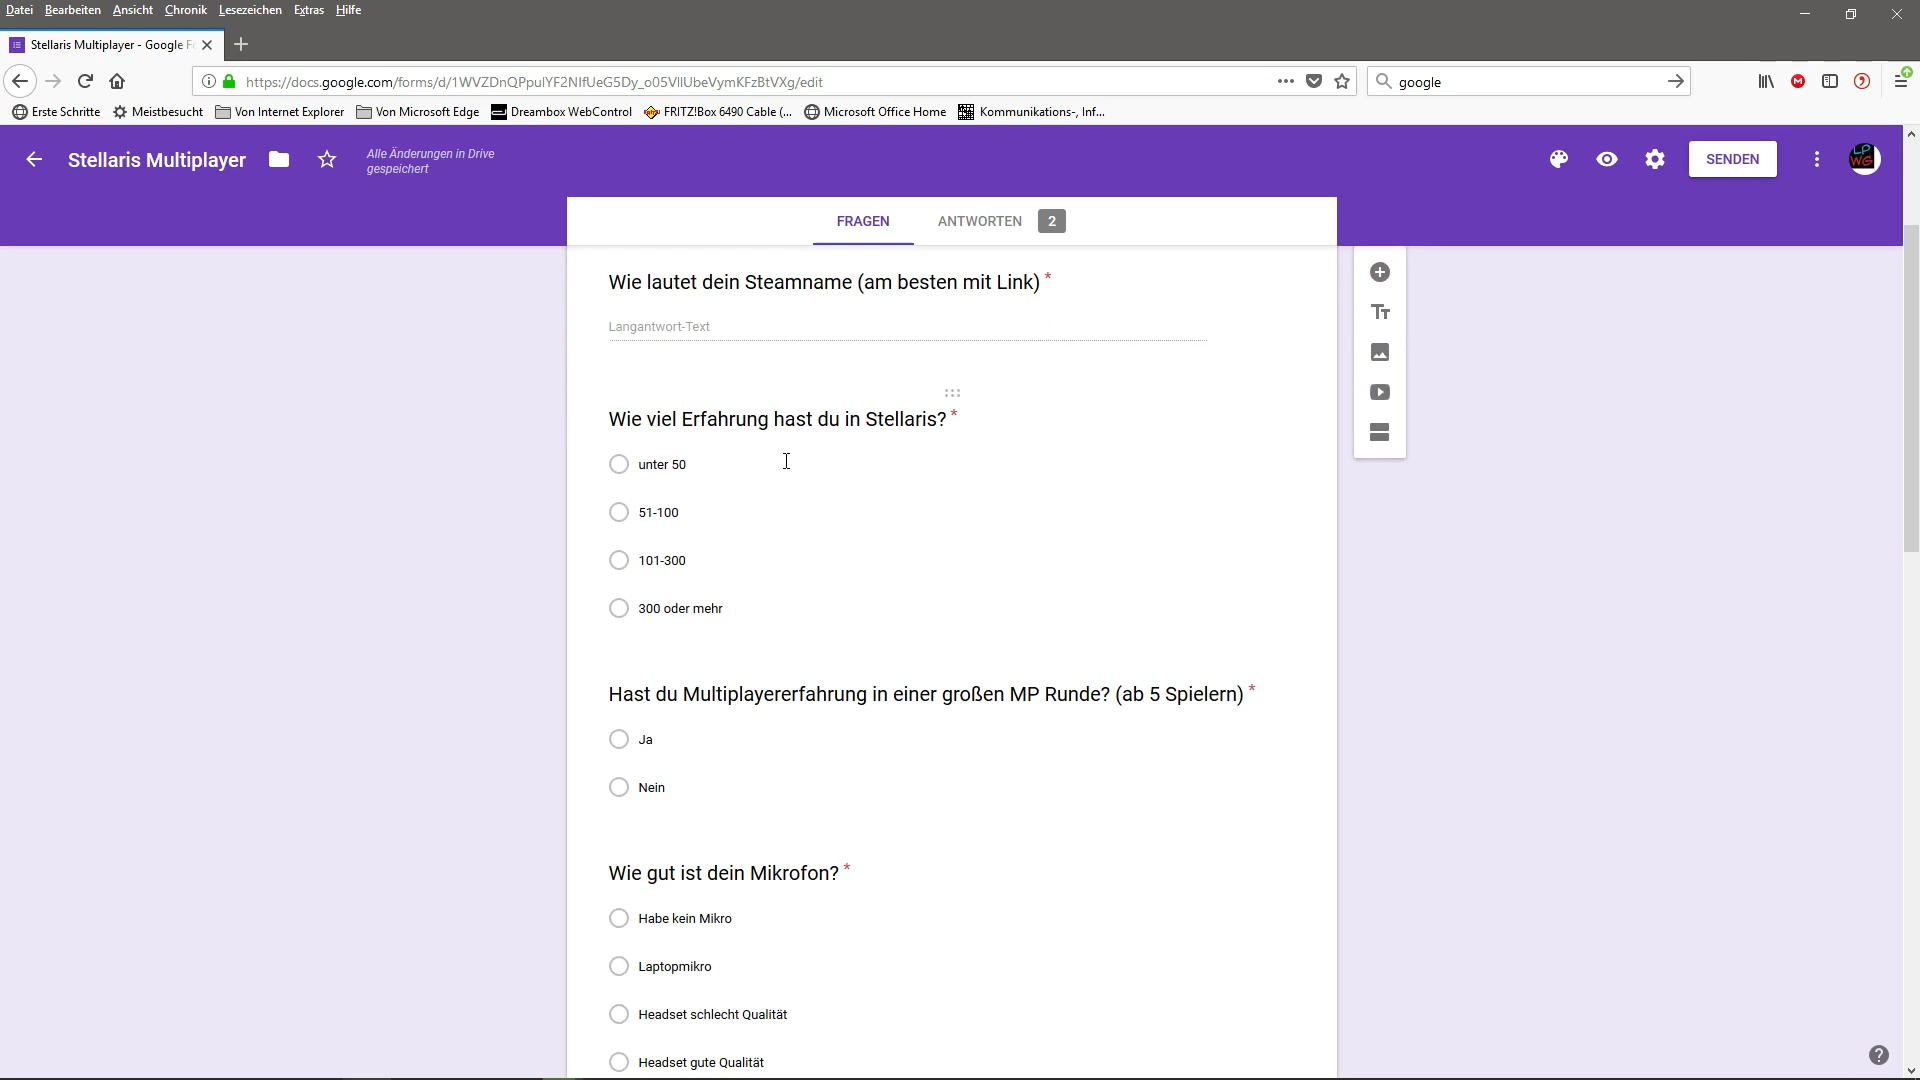 Datei Bearbeiten Ansicht Chronik Lesezeichen Extras Hilfe
Stellaris Multiplayer - Google Fo
https://docs.google.com/forms/d/1WVZDnQPpulYF2NIfUeG5Dy_o05VllUbeVymKFzBtVXg/edit
google
Erste Schritte Meistbesucht Von Internet Explorer Von Microsoft Edge Dreambox WebControl FRITZ!Box 6490 Cable (... Microsoft Office Home Kommunikations-, Inf...
Stellaris Multiplayer
Alle Änderungen in Drive
gespeichert
SENDEN
LP
WG
FRAGEN ANTWORTEN 2
Wie lautet dein Steamname (am besten mit Link) *
Langantwort-Text
Wie viel Erfahrung hast du in Stellaris? *
unter 50
51-100
101-300
300 oder mehr
Hast du Multiplayererfahrung in einer großen MP Runde? (ab 5 Spielern) *
Ja
Nein
Wie gut ist dein Mikrofon? *
Habe kein Mikro
Laptopmikro
Headset schlecht Qualität
Headset gute Qualität